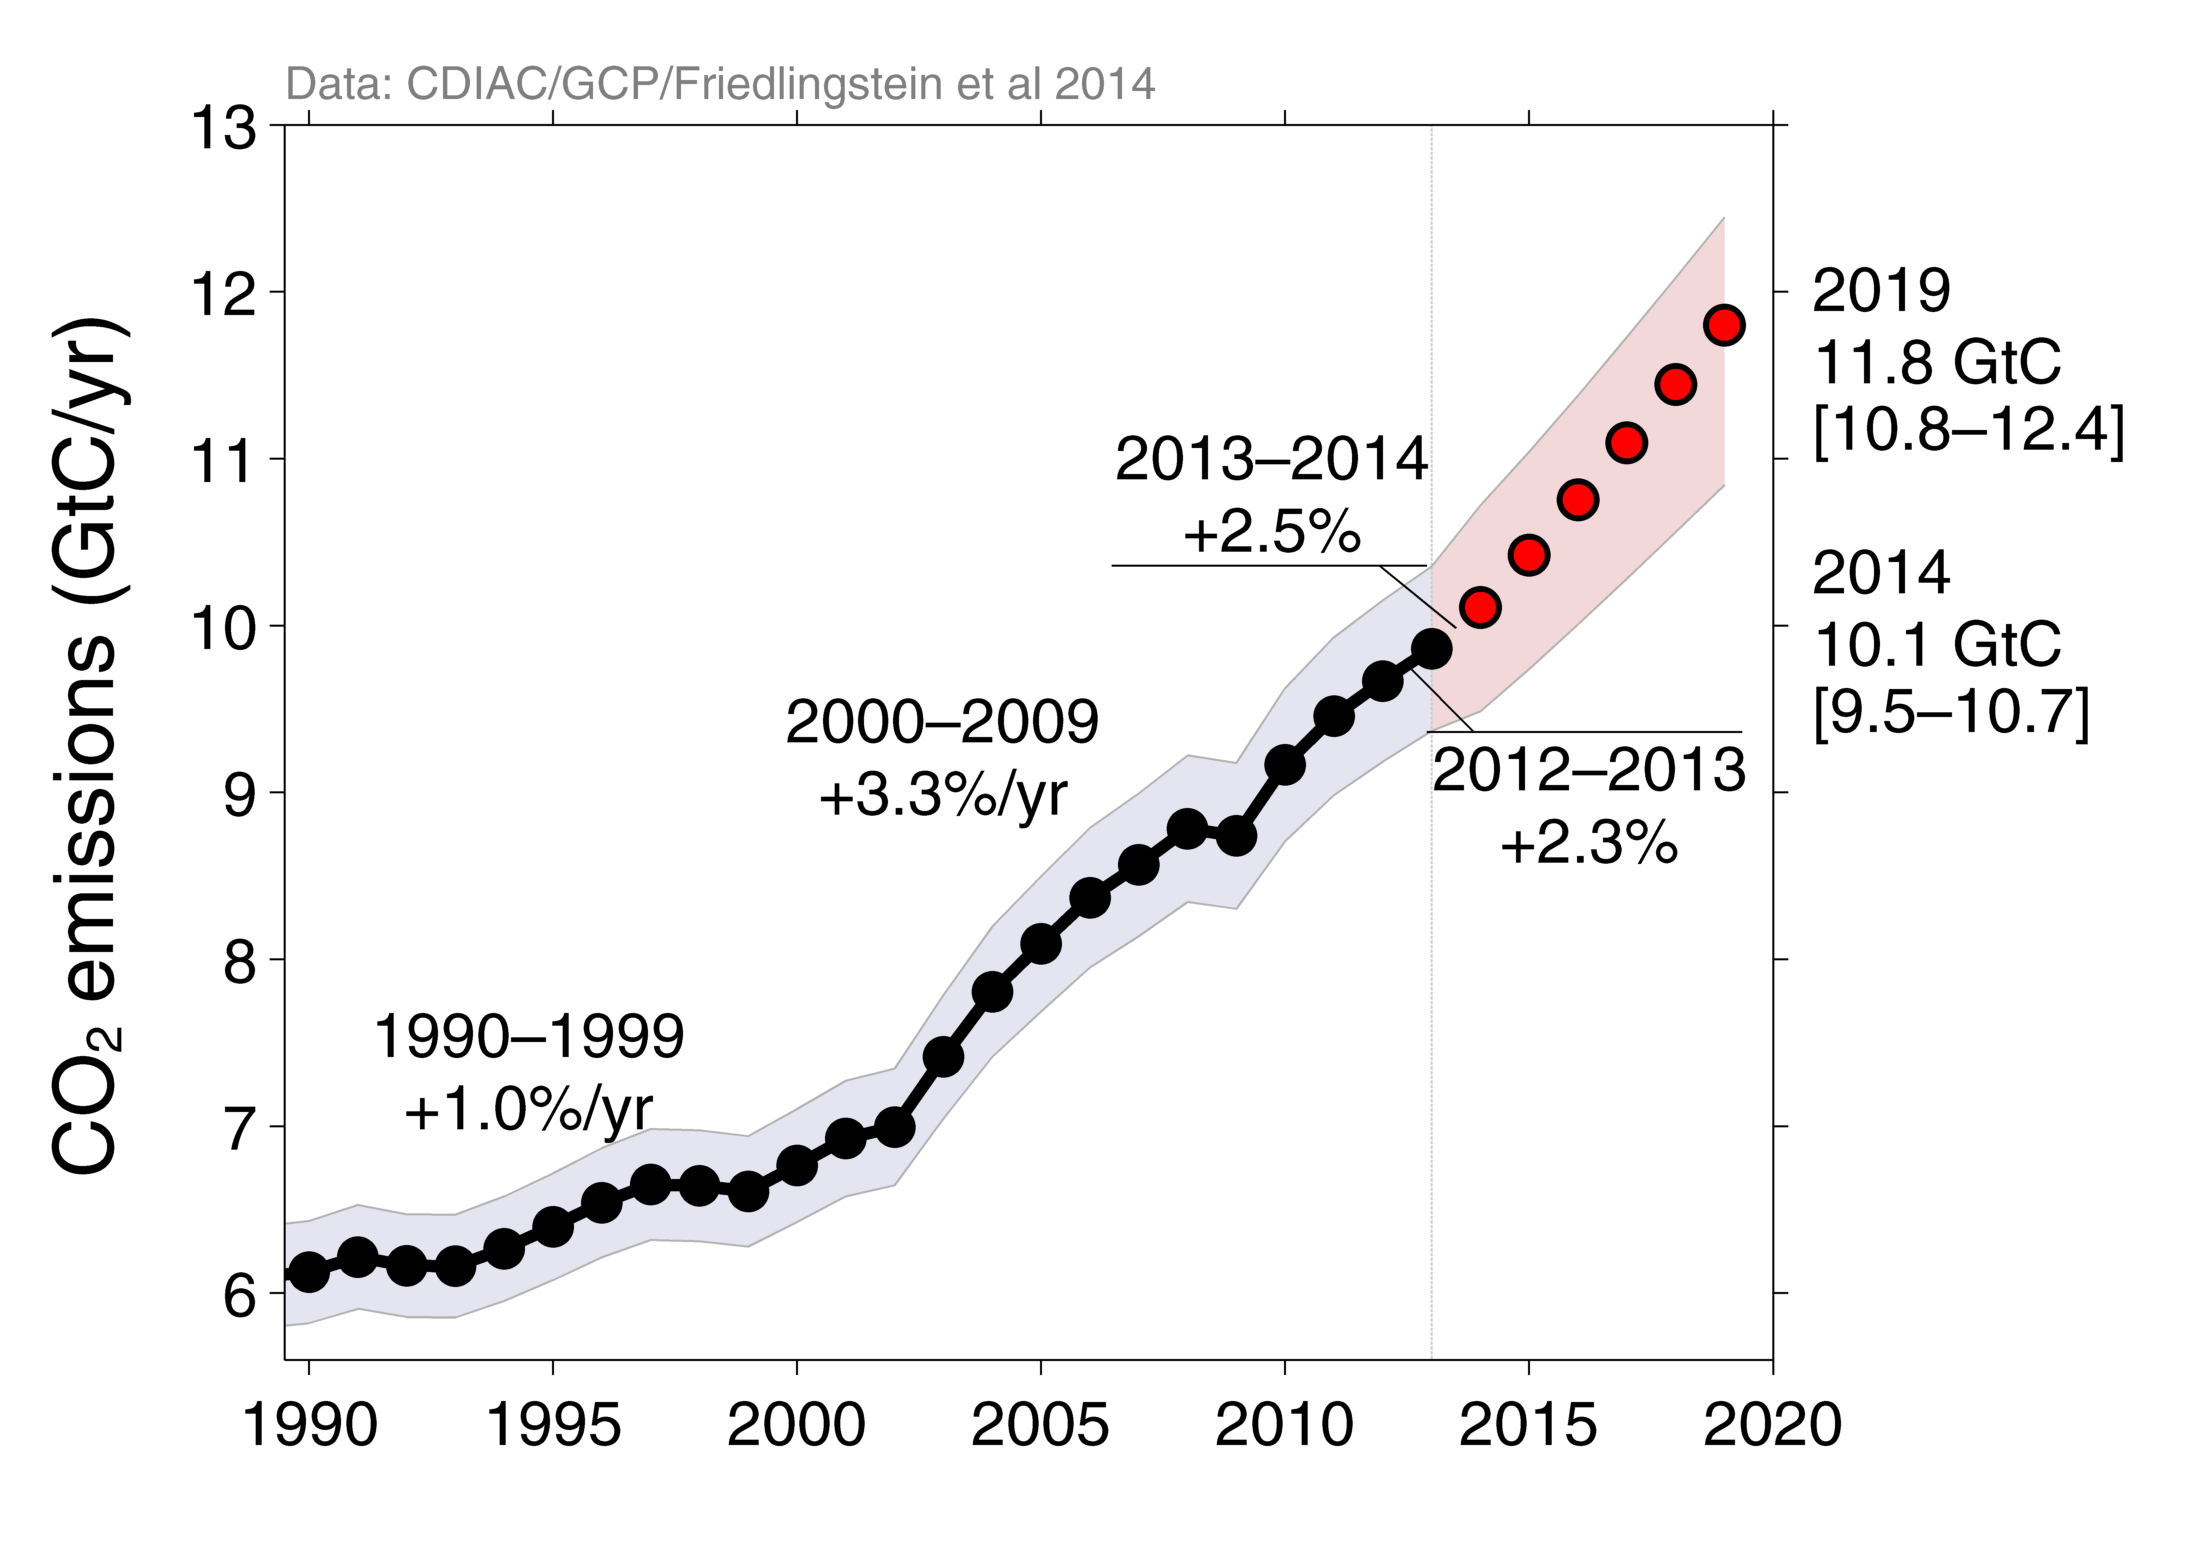 Data: CDIAC/GCP/Friedlingstein et al 2014
CO₂ emissions (GtC/yr)
13
12
11
10
9
8
7
6
1990–1999
+1.0%/yr
2000–2009
+3.3%/yr
2013–2014
+2.5%
2012–2013
+2.3%
2019
11.8 GtC
[10.8–12.4]
2014
10.1 GtC
[9.5–10.7]
1990 1995 2000 2005 2010 2015 2020